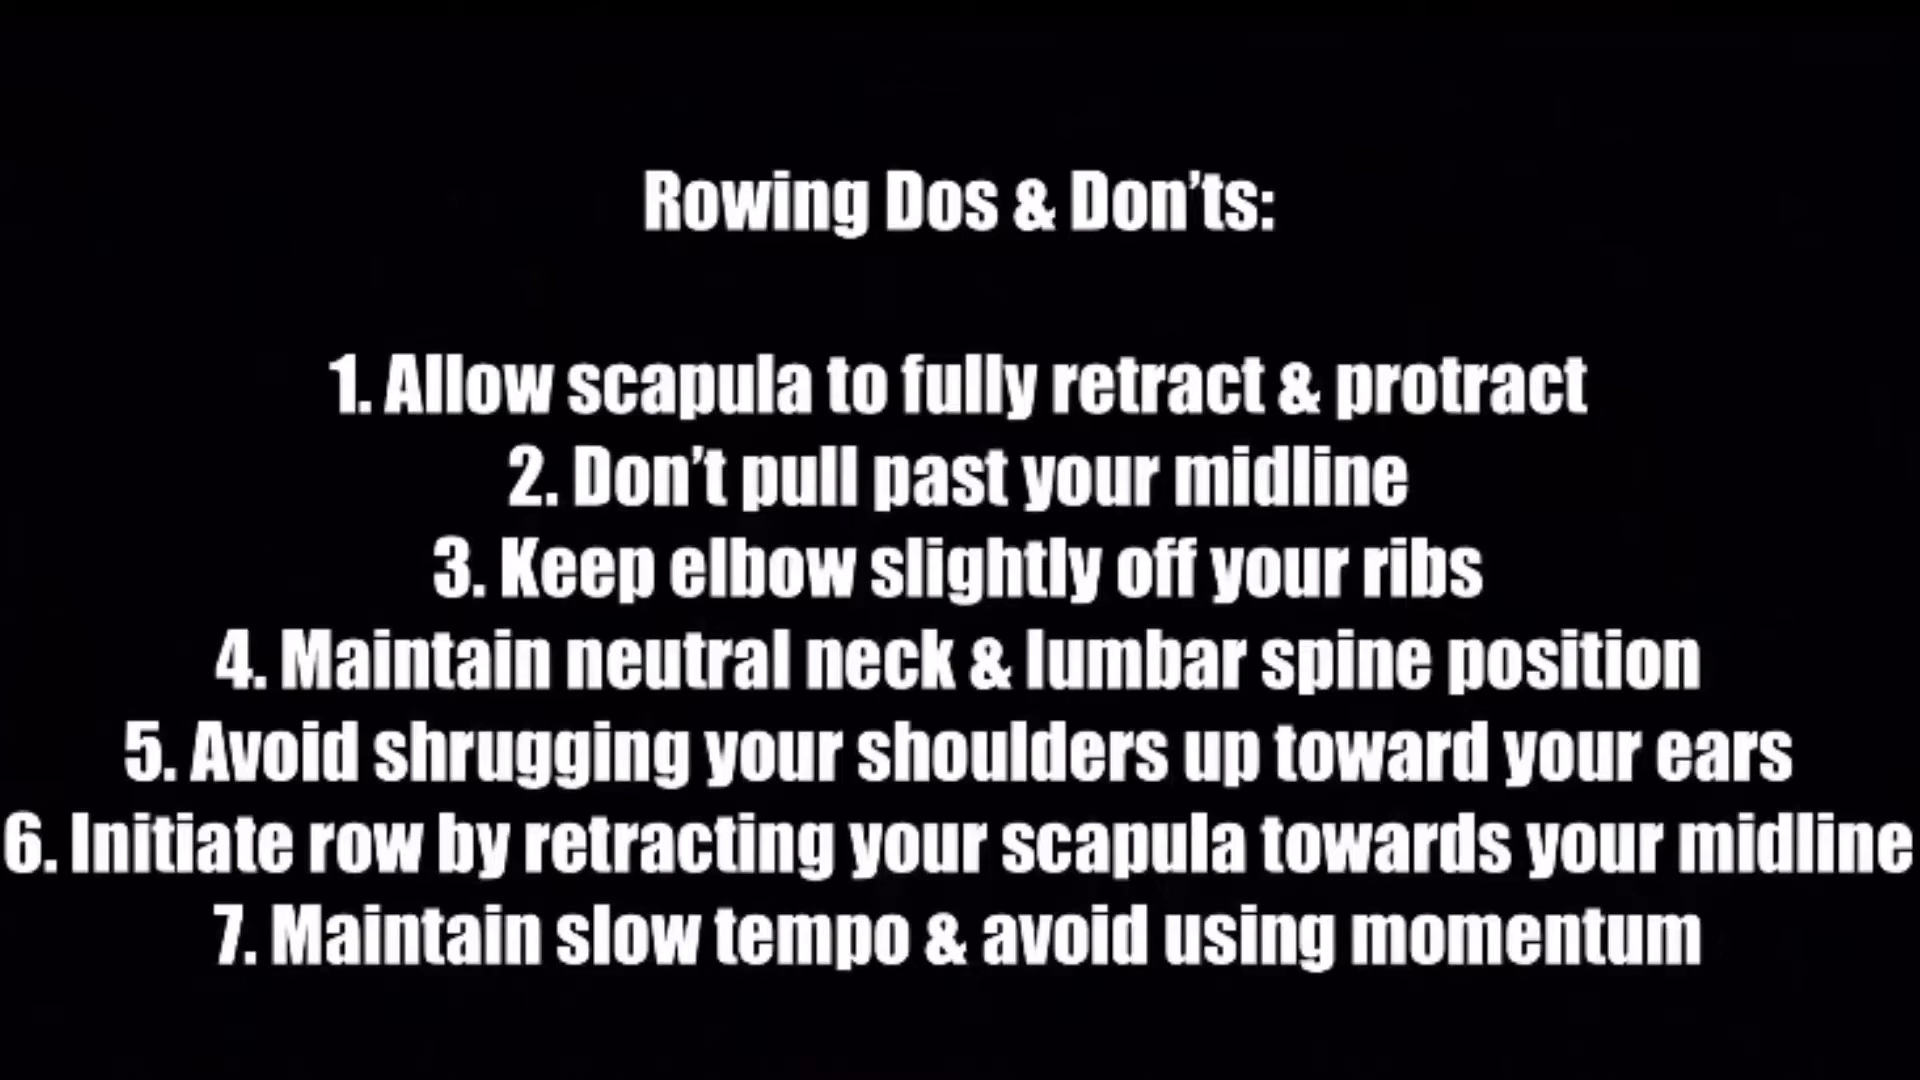 Rowing Dos & Don’ts:
1. Allow scapula to fully retract & protract
2. Don’t pull past your midline
3. Keep elbow slightly off your ribs
4. Maintain neutral neck & lumbar spine position
5. Avoid shrugging your shoulders up toward your ears
6. Initiate row by retracting your scapula towards your midline
7. Maintain slow tempo & avoid using momentum